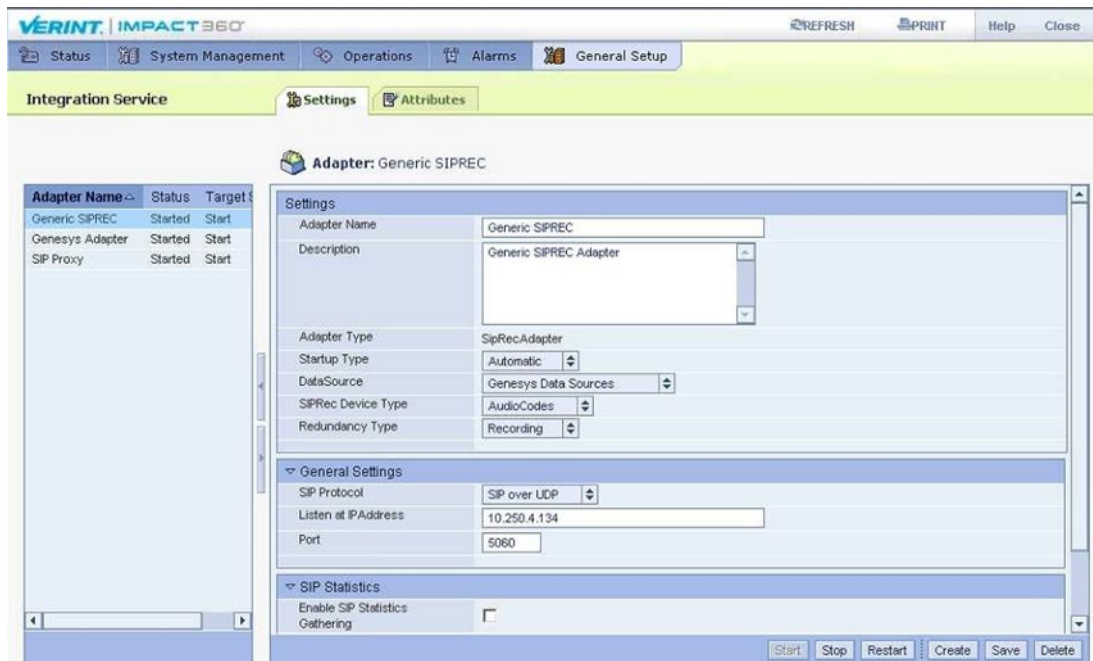 VERINT. IMPACT360
REFRESH PRINT Help Close
Status System Management Operations Alarms General Setup
Integration Service Settings Attributes
Adapter: Generic SIPREC
Adapter Name Status Target S
Generic SIPREC Started Start
Genesys Adapter Started Start
SIP Proxy Started Start
Settings
Adapter Name Generic SIPREC
Description Generic SIPREC Adapter
Adapter Type SipRecAdapter
Startup Type Automatic
DataSource Genesys Data Sources
SIPRec Device Type AudioCodes
Redundancy Type Recording
General Settings
SIP Protocol SIP over UDP
Listen at IPAddress 10.250.4.134
Port 5060
SIP Statistics
Enable SIP Statistics
Gathering
Start Stop Restart Create Save Delete